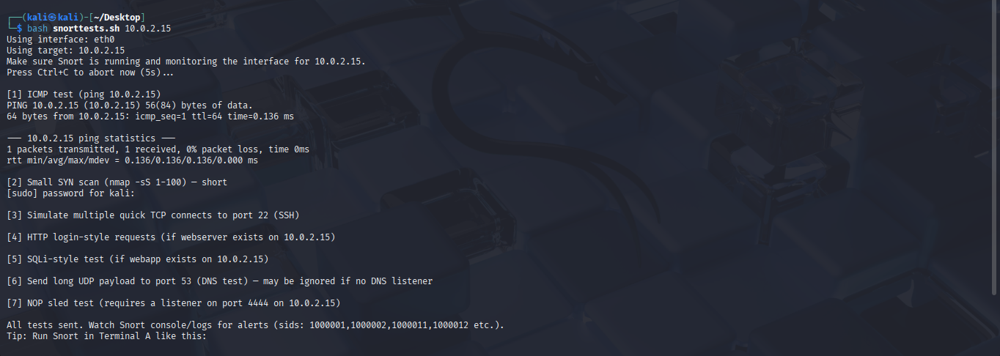 ┌──(kali㉿kali)-[~/Desktop]
└─$ bash snorttests.sh 10.0.2.15
Using interface: eth0
Using target: 10.0.2.15
Make sure Snort is running and monitoring the interface for 10.0.2.15.
Press Ctrl+C to abort now (5s)...
[1] ICMP test (ping 10.0.2.15)
PING 10.0.2.15 (10.0.2.15) 56(84) bytes of data.
64 bytes from 10.0.2.15: icmp_seq=1 ttl=64 time=0.136 ms
--- 10.0.2.15 ping statistics ---
1 packets transmitted, 1 received, 0% packet loss, time 0ms
rtt min/avg/max/mdev = 0.136/0.136/0.136/0.000 ms
[2] Small SYN scan (nmap -sS 1-100) — short
[sudo] password for kali:
[3] Simulate multiple quick TCP connects to port 22 (SSH)
[4] HTTP login-style requests (if webserver exists on 10.0.2.15)
[5] SQLi-style test (if webapp exists on 10.0.2.15)
[6] Send long UDP payload to port 53 (DNS test) — may be ignored if no DNS listener
[7] NOP sled test (requires a listener on port 4444 on 10.0.2.15)
All tests sent. Watch Snort console/logs for alerts (sids: 1000001,1000002,1000011,1000012 etc.).
Tip: Run Snort in Terminal A like this: